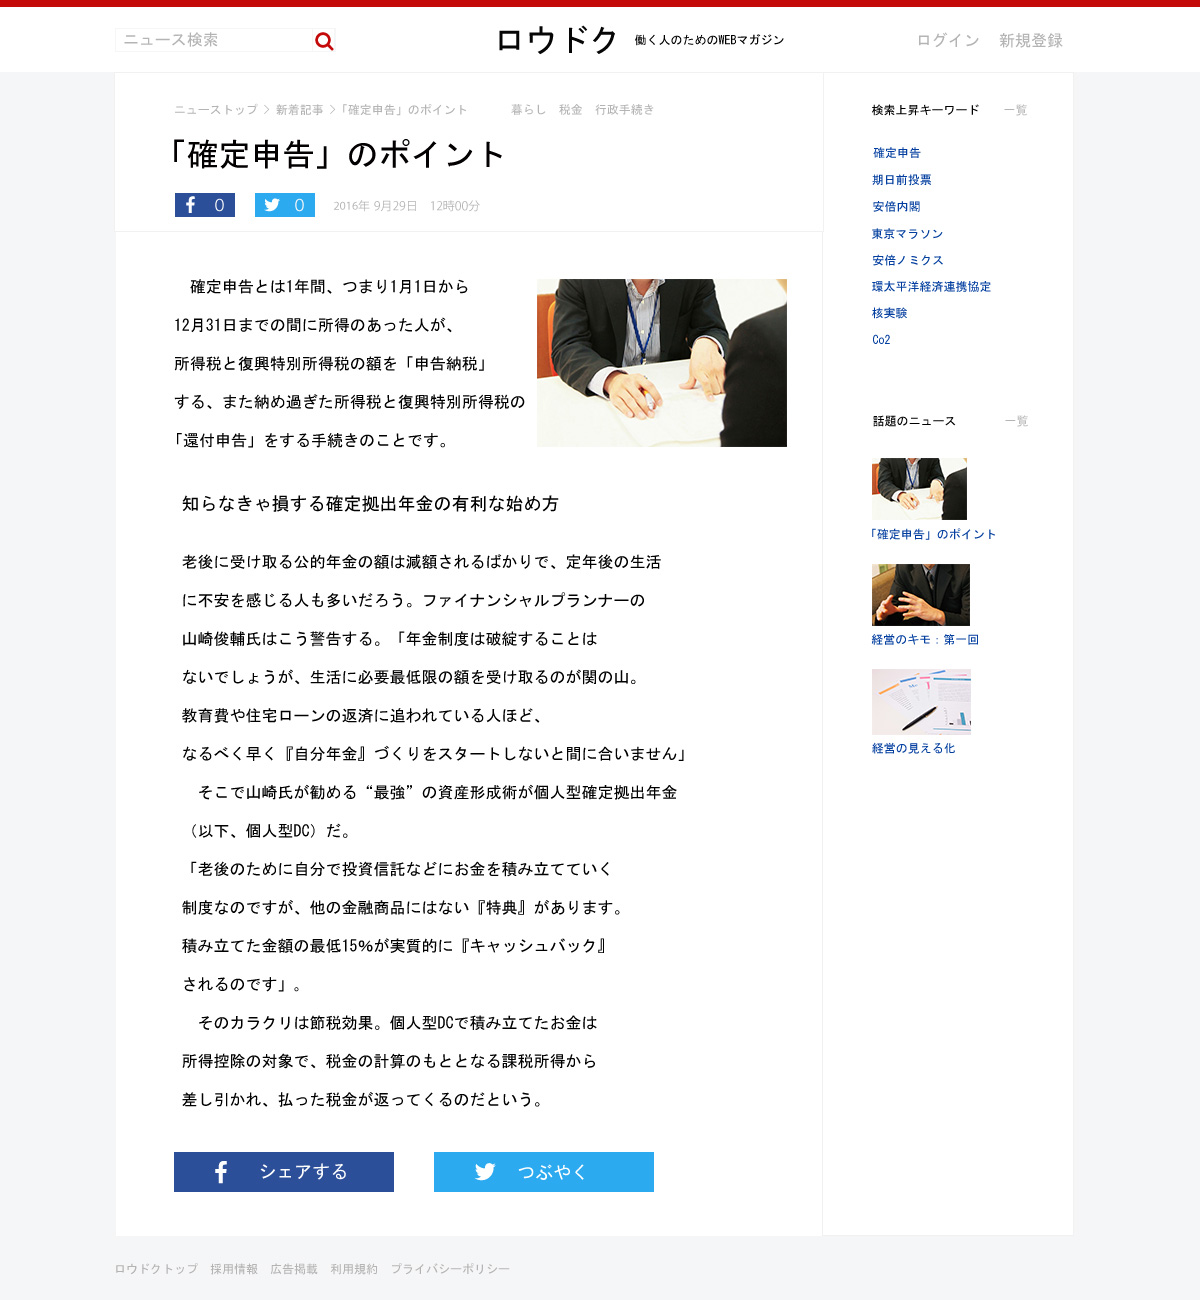 ニュース検索
ロウドク 働く人のためのWEBマガジン
ログイン 新規登録
ニューストップ > 新着記事 > 「確定申告」のポイント 暮らし 税金 行政手続き
「確定申告」のポイント
0 0 2016年 9月29日 12時00分
　確定申告とは1年間、つまり1月1日から
12月31日までの間に所得のあった人が、
所得税と復興特別所得税の額を「申告納税」
する、また納め過ぎた所得税と復興特別所得税の
「還付申告」をする手続きのことです。
知らなきゃ損する確定拠出年金の有利な始め方
老後に受け取る公的年金の額は減額されるばかりで、定年後の生活
に不安を感じる人も多いだろう。ファイナンシャルプランナーの
山崎俊輔氏はこう警告する。「年金制度は破綻することは
ないでしょうが、生活に必要最低限の額を受け取るのが関の山。
教育費や住宅ローンの返済に追われている人ほど、
なるべく早く『自分年金』づくりをスタートしないと間に合いません」
　そこで山崎氏が勧める“最強”の資産形成術が個人型確定拠出年金
（以下、個人型DC）だ。
「老後のために自分で投資信託などにお金を積み立てていく
制度なのですが、他の金融商品にはない『特典』があります。
積み立てた金額の最低15％が実質的に『キャッシュバック』
されるのです」。
　そのカラクリは節税効果。個人型DCで積み立てたお金は
所得控除の対象で、税金の計算のもととなる課税所得から
差し引かれ、払った税金が返ってくるのだという。
シェアする つぶやく
検索上昇キーワード 一覧
確定申告
期日前投票
安倍内閣
東京マラソン
安倍ノミクス
環太平洋経済連携協定
核実験
Co2
話題のニュース 一覧
「確定申告」のポイント
経営のキモ：第一回
経営の見える化
ロウドクトップ 採用情報 広告掲載 利用規約 プライバシーポリシー